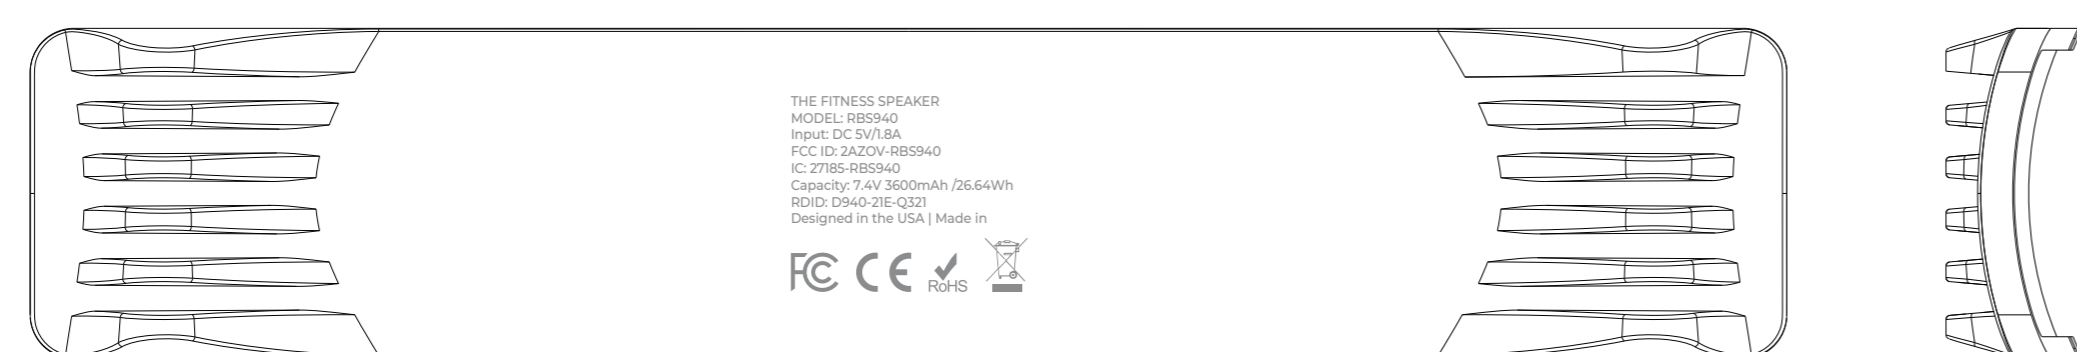 THE FITNESS SPEAKER
MODEL: RBS940
Input: DC 5V/1.8A
FCC ID: 2AZOV-RBS940
IC: 27185-RBS940
Capacity: 7.4V 3600mAh /26.64Wh
RDID: D940-21E-Q321
Designed in the USA | Made in
FC CE RoHS